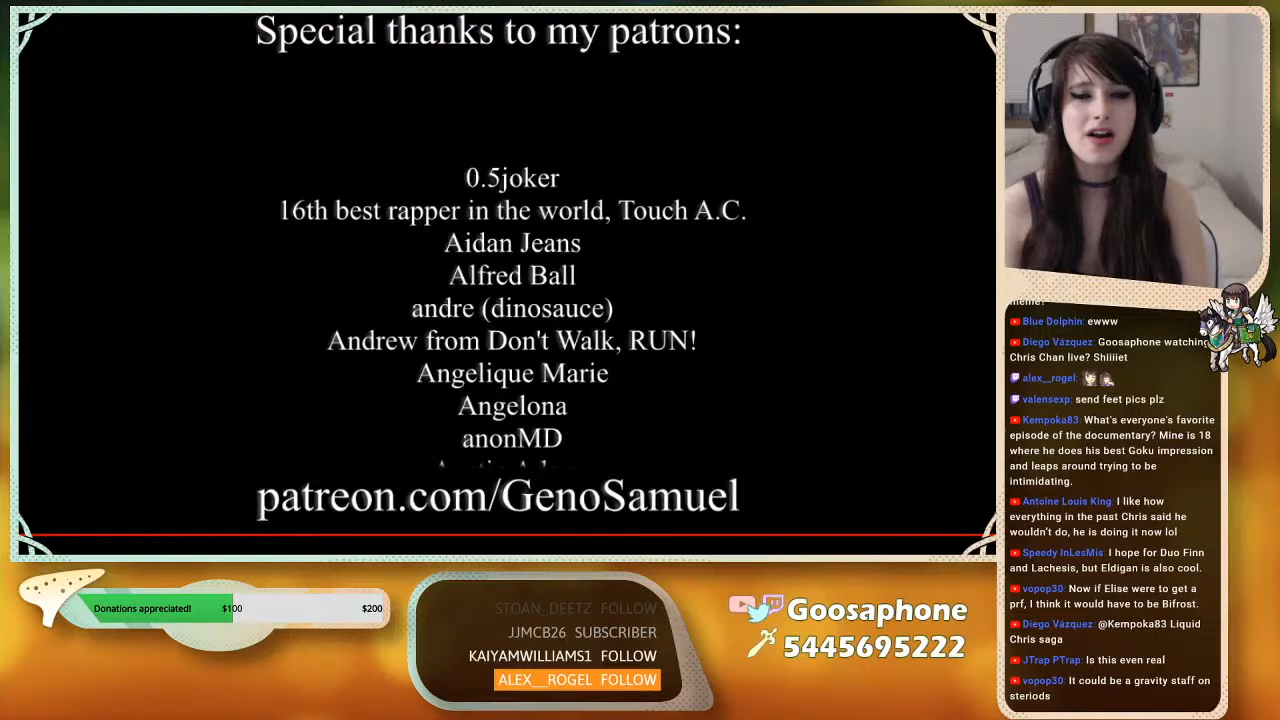 Special thanks to my patrons:
0.5joker
16th best rapper in the world, Touch A.C.
Aidan Jeans
Alfred Ball
andre (dinosauce)
Andrew from Don't Walk, RUN!
Angelique Marie
Angelona
anonMD
patreon.com/GenoSamuel
meme?
Blue Dolphin: ewww
Diego Vázquez: Goosaphone watching
Chris Chan live? Shiiiet
alex__rogel:
valensexp: send feet pics plz
Kempoka83: What's everyone's favorite
episode of the documentary? Mine is 18
where he does his best Goku impression
and leaps around trying to be
intimidating.
Antoine Louis King: I like how
everything in the past Chris said he
wouldn't do, he is doing it now lol
Speedy InLesMis: I hope for Duo Finn
and Lachesis, but Eldigan is also cool.
vopop30: Now if Elise were to get a
prf, I think it would have to be Bifrost.
Diego Vázquez: @Kempoka83 Liquid
Chris saga
JTrap PTrap: Is this even real
vopop30: It could be a gravity staff on
steriods
Donations appreciated! $100 $200
STOAN_DEETZ FOLLOW
JJMCB26 SUBSCRIBER
KAIYAMWILLIAMS1 FOLLOW
ALEX__ROGEL FOLLOW
Goosaphone
5445695222